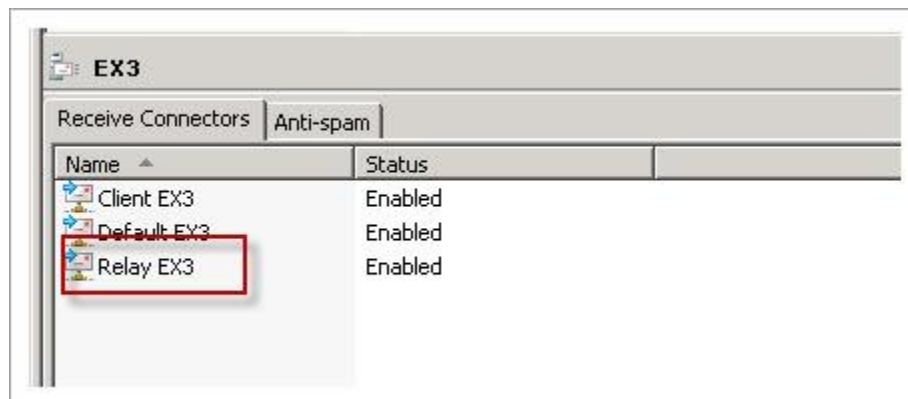 EX3
Receive Connectors Anti-spam
Name Status
Client EX3 Enabled
Default EX3 Enabled
Relay EX3 Enabled